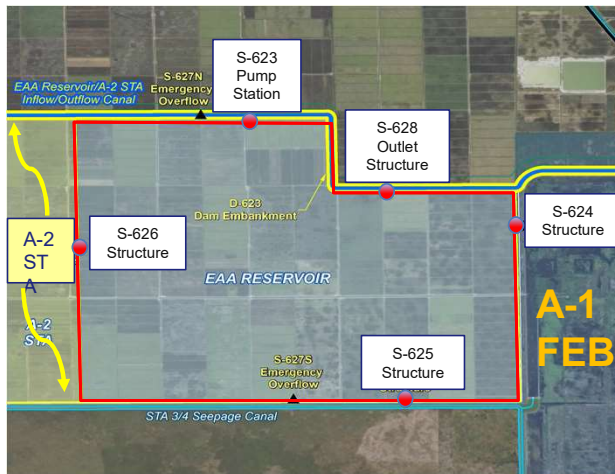 S-623
Pump
Station
S-627N
Emergency
Overflow
EAA Reservoir/A-2 STA
Inflow/Outflow Canal
S-628
Outlet
Structure
D-623
Dam Embankment
S-624
Structure
A-2
ST
A
S-626
Structure
EAA RESERVOIR
A-1
FEB
A-2
STA
S-627S
Emergency
Overflow
S-625
Structure
STA 3/4 Seepage Canal